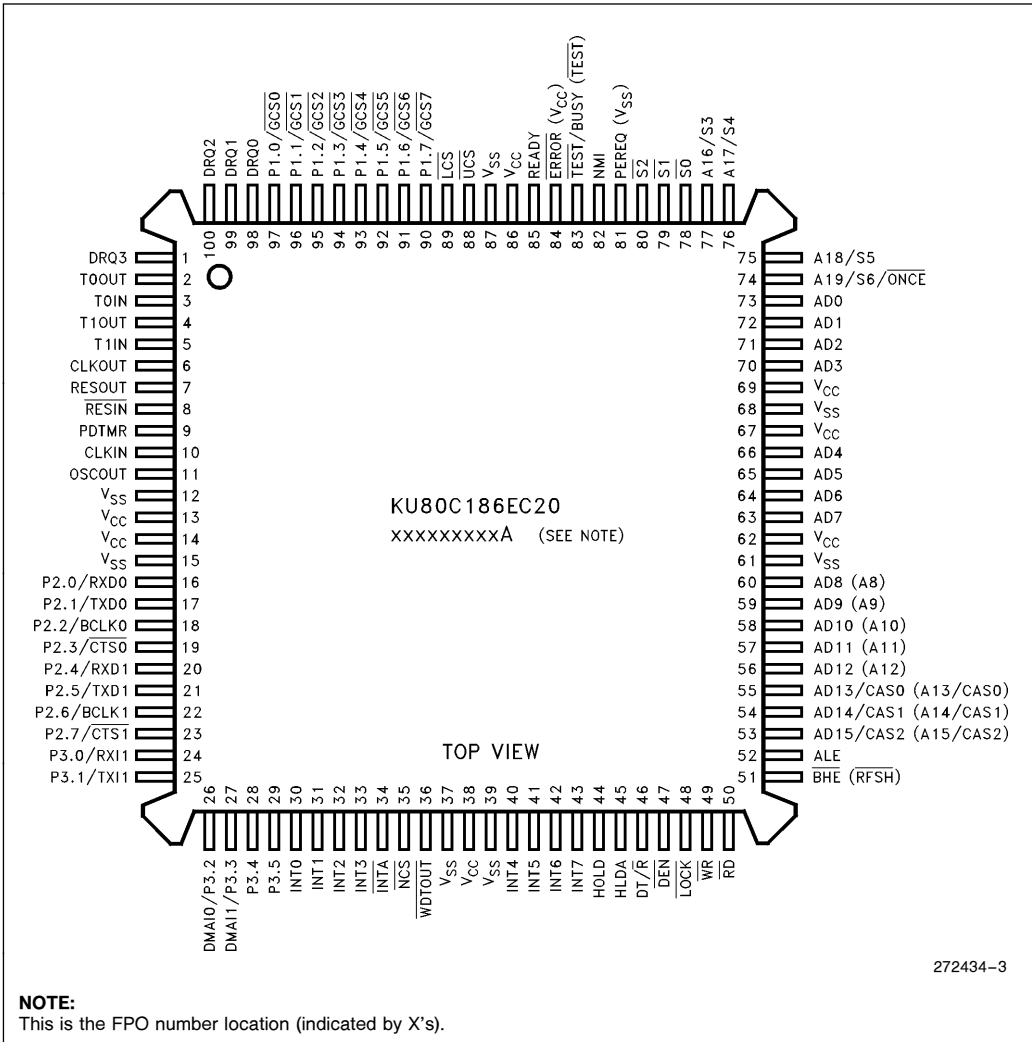 DRQ2
DRQ1
DRQ0
P1.0/GCS0
P1.1/GCS1
P1.2/GCS2
P1.3/GCS3
P1.4/GCS4
P1.5/GCS5
P1.6/GCS6
P1.7/GCS7
LCS
UCS
VSS
VCC
READY
ERROR (VCC)
TEST/BUSY (TEST)
NMI
PEREQ (VSS)
S2
S1
S0
A16/S3
A17/S4
100
99
98
97
96
95
94
93
92
91
90
89
88
87
86
85
84
83
82
81
80
79
78
77
76
DRQ3 1
T0OUT 2
T0IN 3
T1OUT 4
T1IN 5
CLKOUT 6
RESOUT 7
RESIN 8
PDTMR 9
CLKIN 10
OSCOUT 11
VSS 12
VCC 13
VCC 14
VSS 15
P2.0/RXD0 16
P2.1/TXD0 17
P2.2/BCLK0 18
P2.3/CTS0 19
P2.4/RXD1 20
P2.5/TXD1 21
P2.6/BCLK1 22
P2.7/CTS1 23
P3.0/RXI1 24
P3.1/TXI1 25
KU80C186EC20
XXXXXXXXXA (SEE NOTE)
TOP VIEW
75 A18/S5
74 A19/S6/ONCE
73 AD0
72 AD1
71 AD2
70 AD3
69 VCC
68 VSS
67 VCC
66 AD4
65 AD5
64 AD6
63 AD7
62 VCC
61 VSS
60 AD8 (A8)
59 AD9 (A9)
58 AD10 (A10)
57 AD11 (A11)
56 AD12 (A12)
55 AD13/CAS0 (A13/CAS0)
54 AD14/CAS1 (A14/CAS1)
53 AD15/CAS2 (A15/CAS2)
52 ALE
51 BHE (RFSH)
26
27
28
29
30
31
32
33
34
35
36
37
38
39
40
41
42
43
44
45
46
47
48
49
50
DMAI0/P3.2
DMAI1/P3.3
P3.4
P3.5
INT0
INT1
INT2
INT3
INTA
NCS
WDTOUT
VSS
VCC
VSS
INT4
INT5
INT6
INT7
HOLD
HLDA
DT/R
DEN
LOCK
WR
RD
272434–3
NOTE:
This is the FPO number location (indicated by X's).